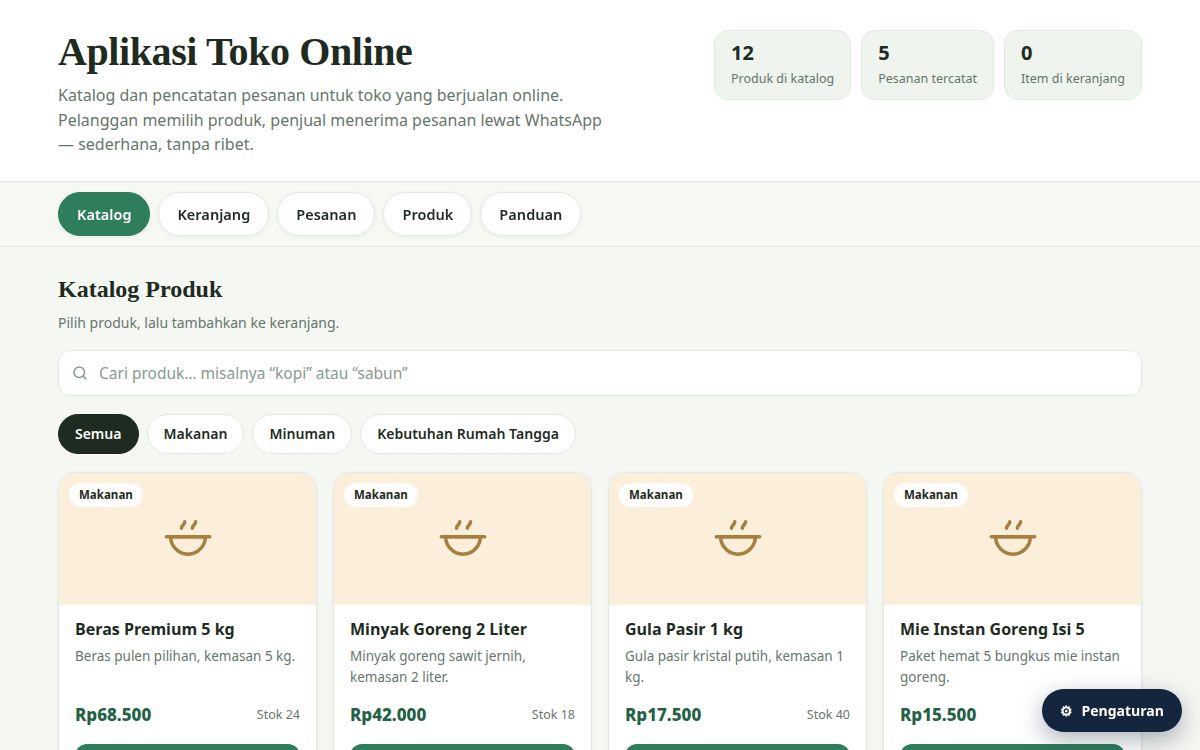 Aplikasi Toko Online
Katalog dan pencatatan pesanan untuk toko yang berjualan online.
Pelanggan memilih produk, penjual menerima pesanan lewat WhatsApp
— sederhana, tanpa ribet.
12
Produk di katalog
5
Pesanan tercatat
0
Item di keranjang
Katalog
Keranjang
Pesanan
Produk
Panduan
Katalog Produk
Pilih produk, lalu tambahkan ke keranjang.
Cari produk… misalnya “kopi” atau “sabun”
Semua
Makanan
Minuman
Kebutuhan Rumah Tangga
Makanan
Beras Premium 5 kg
Beras pulen pilihan, kemasan 5 kg.
Rp68.500
Stok 24
Makanan
Minyak Goreng 2 Liter
Minyak goreng sawit jernih,
kemasan 2 liter.
Rp42.000
Stok 18
Makanan
Gula Pasir 1 kg
Gula pasir kristal putih, kemasan 1
kg.
Rp17.500
Stok 40
Makanan
Mie Instan Goreng Isi 5
Paket hemat 5 bungkus mie instan
goreng.
Rp15.500
Pengaturan